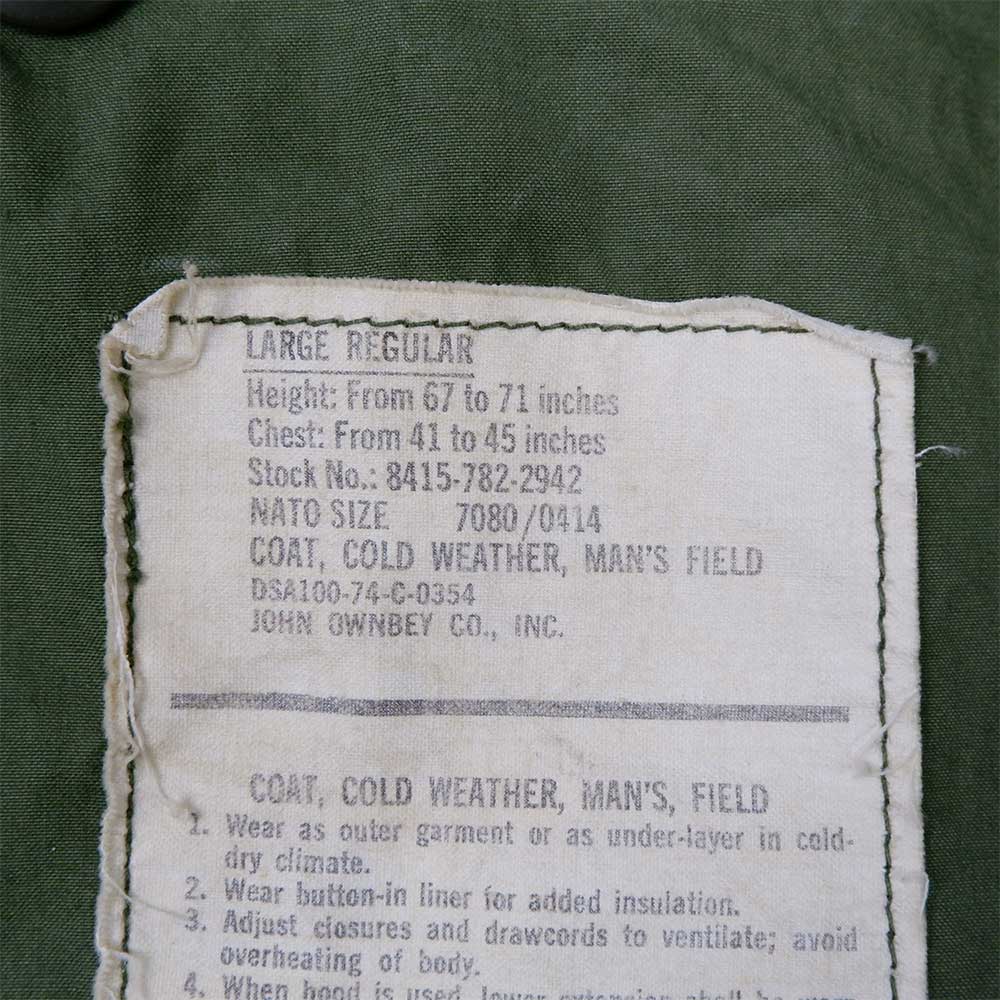 LARGE REGULAR
Height: From 67 to 71 inches
Chest: From 41 to 45 inches
Stock No.: 8415-782-2942
NATO SIZE 7080/0414
COAT, COLD WEATHER, MAN'S FIELD
DSA100-74-C-0354
JOHN OWNBEY CO., INC.
COAT, COLD WEATHER, MAN'S, FIELD
1. Wear as outer garment or as under-layer in cold-
dry climate.
2. Wear button-in liner for added insulation.
3. Adjust closures and drawcords to ventilate; avoid
overheating of body.
4. When hood is used, lower extension shall be